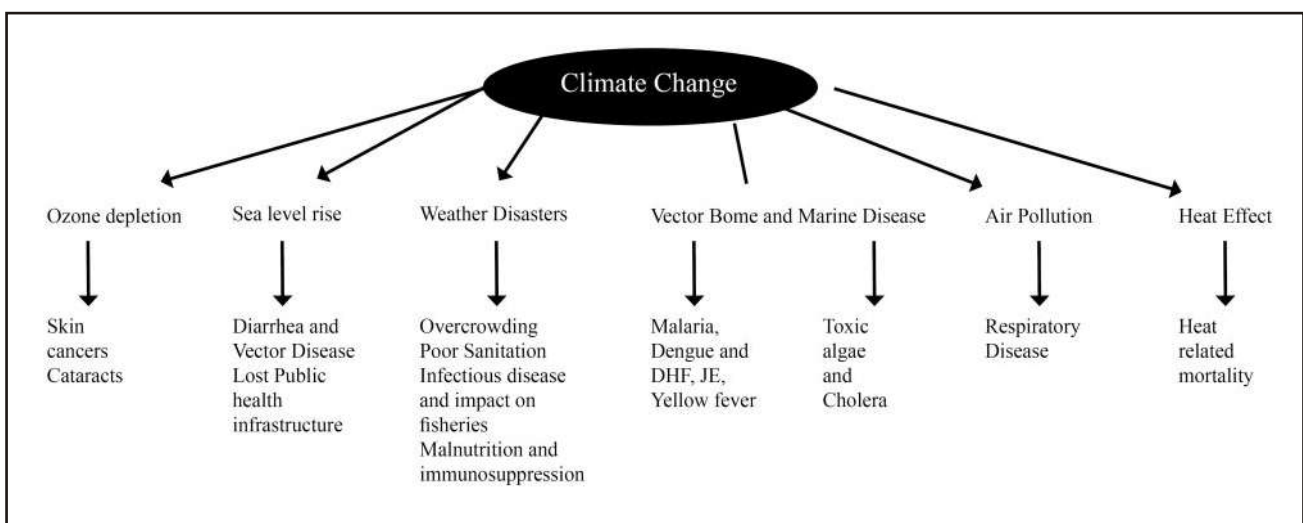 Climate Change
Ozone depletion
Sea level rise
Weather Disasters
Vector Bome and Marine Disease
Air Pollution
Heat Effect
Skin
cancers
Cataracts
Diarrhea and
Vector Disease
Lost Public
health
infrastructure
Overcrowding
Poor Sanitation
Infectious disease
and impact on
fisheries
Malnutrition and
immunosuppression
Malaria,
Dengue and
DHF, JE,
Yellow fever
Toxic
algae
and
Cholera
Respiratory
Disease
Heat
related
mortality